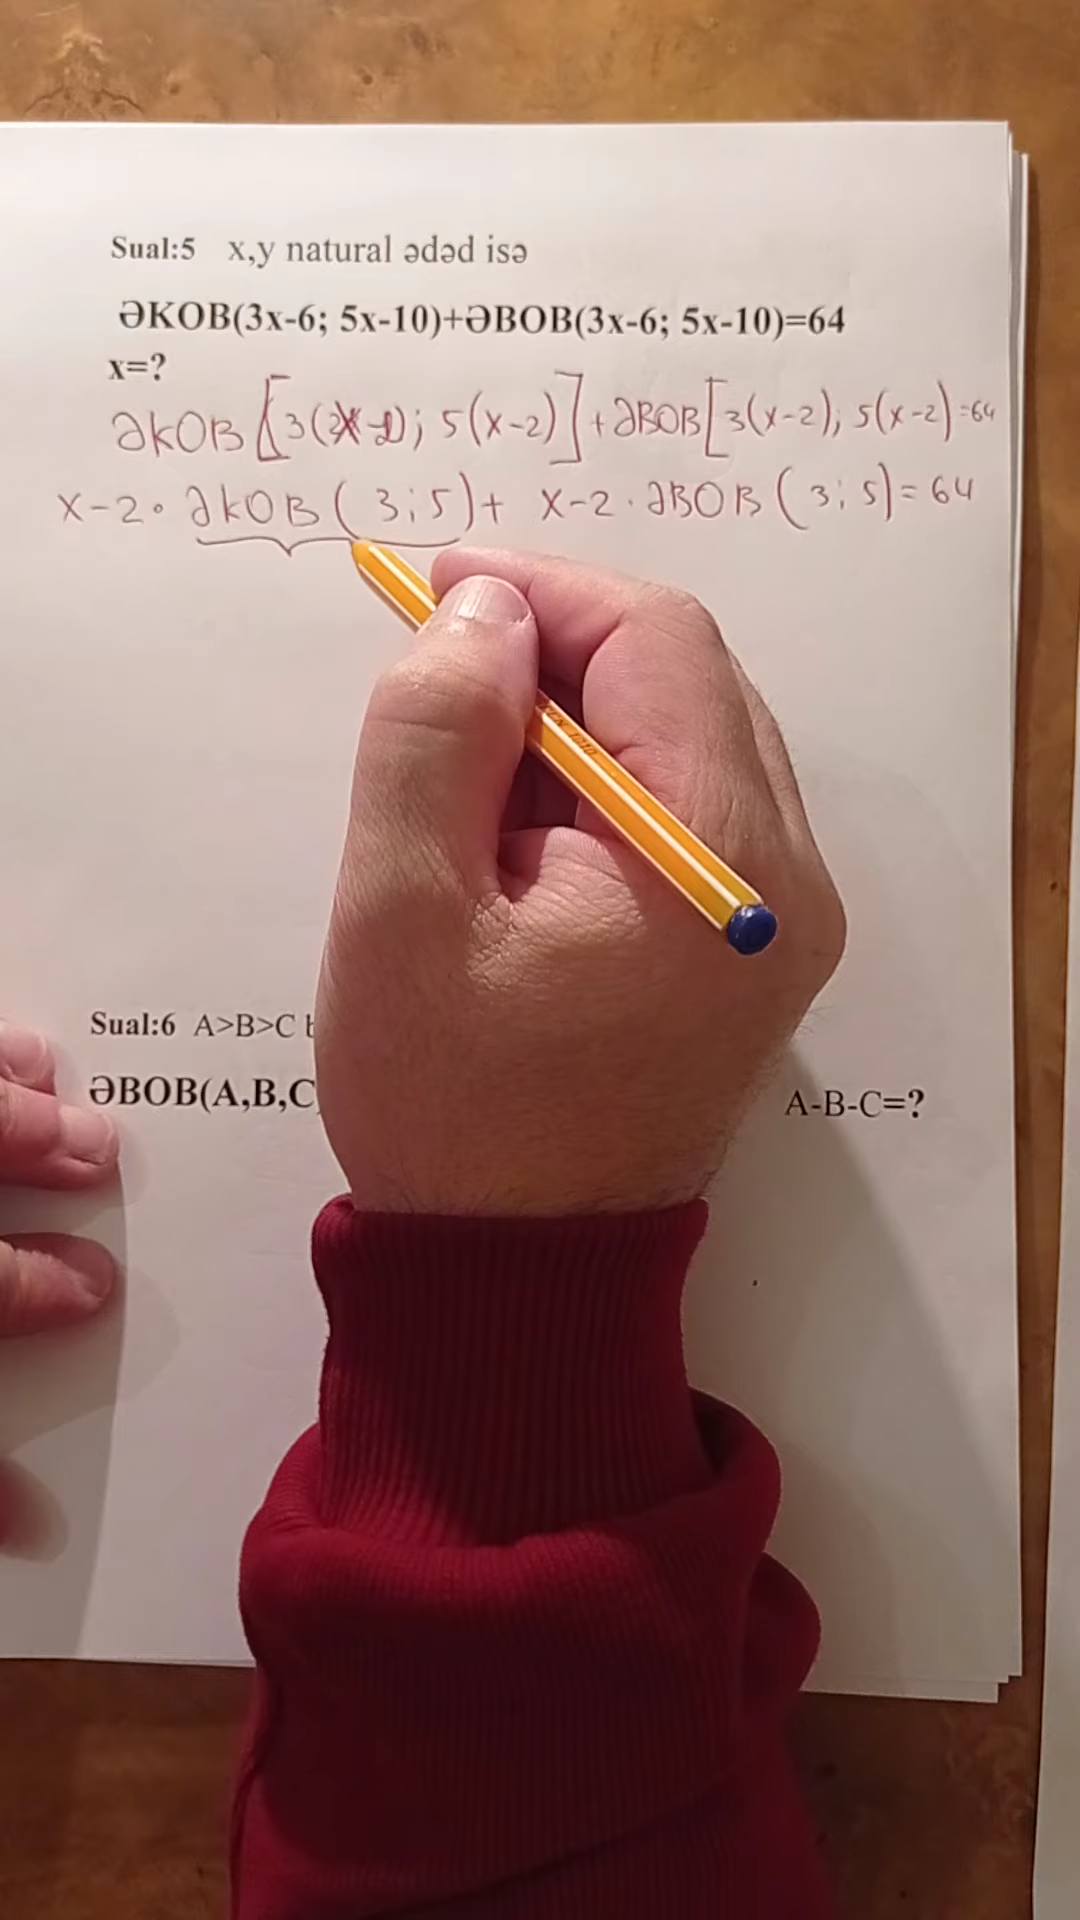 Sual:5 x,y natural ədəd isə
ƏKOB(3x-6; 5x-10)+ƏBOB(3x-6; 5x-10)=64
x=?
ƏKOB[3(x-2); 5(x-2)]+ƏBOB[3(x-2); 5(x-2)=64
x-2·ƏKOB(3;5)+ x-2·ƏBOB(3;5)=64
Sual:6 A>B>C
ƏBOB(A,B,C A-B-C=?